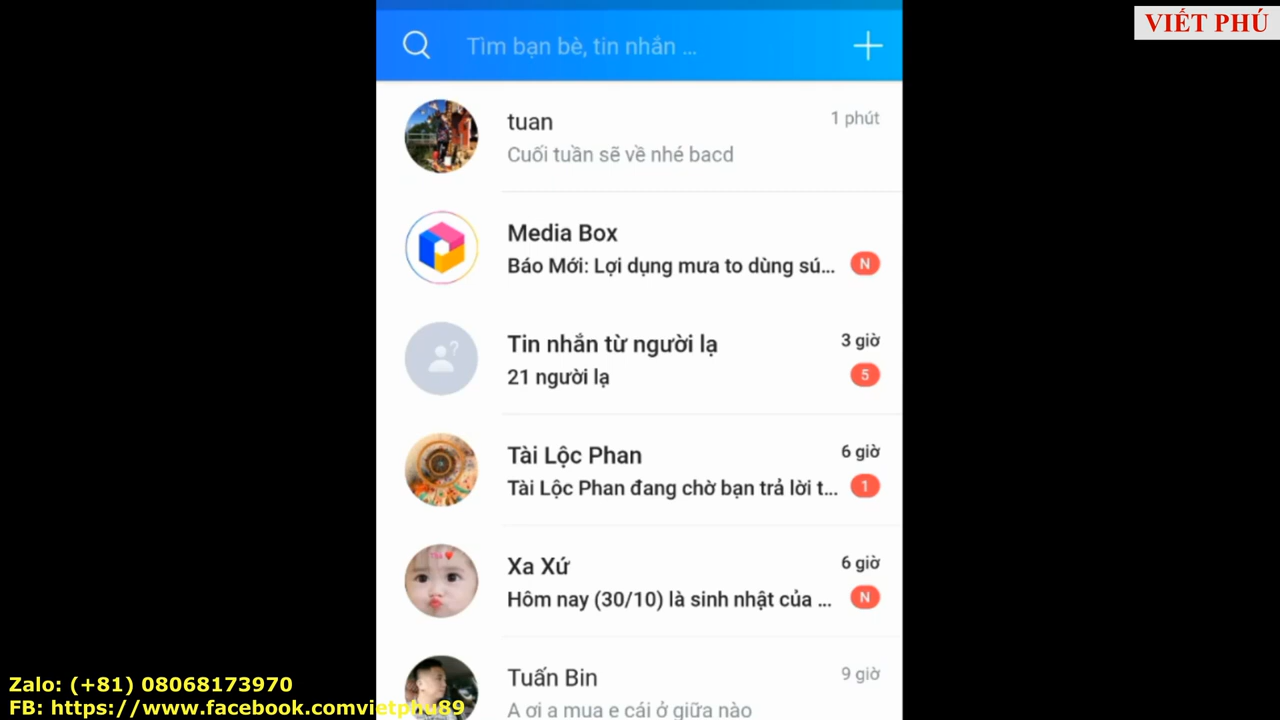 VIẾT PHÚ
Tìm bạn bè, tin nhắn ...
tuan
1 phút
Cuối tuần sẽ về nhé bacd
Media Box
Báo Mới: Lợi dụng mưa to dùng sú...
N
Tin nhắn từ người lạ
3 giờ
21 người lạ
5
Tài Lộc Phan
6 giờ
Tài Lộc Phan đang chờ bạn trả lời t...
1
Xa Xứ
6 giờ
Hôm nay (30/10) là sinh nhật của ...
N
Tuấn Bin
9 giờ
A ơi a mua e cái ở giữa nào
Zalo: (+81) 08068173970
FB: https://www.facebook.comvietphu89